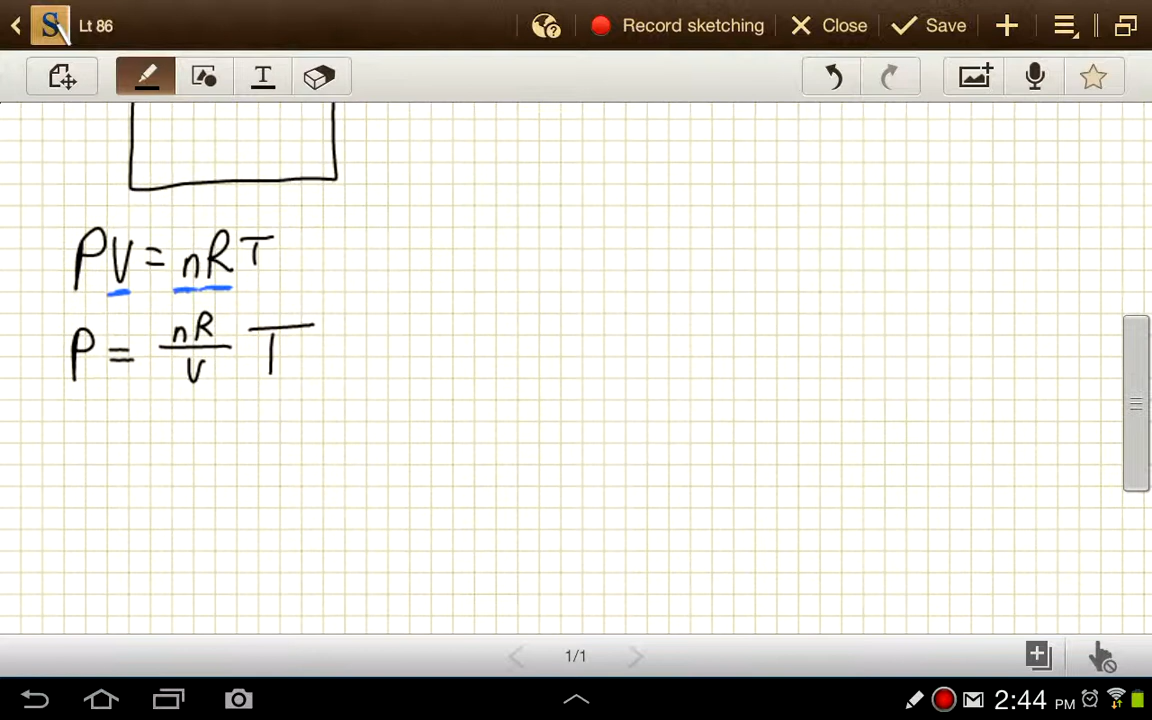 S Lt 86 Record sketching Close Save
T
PV = nRT
P = nR/V T
1/1
2:44 PM